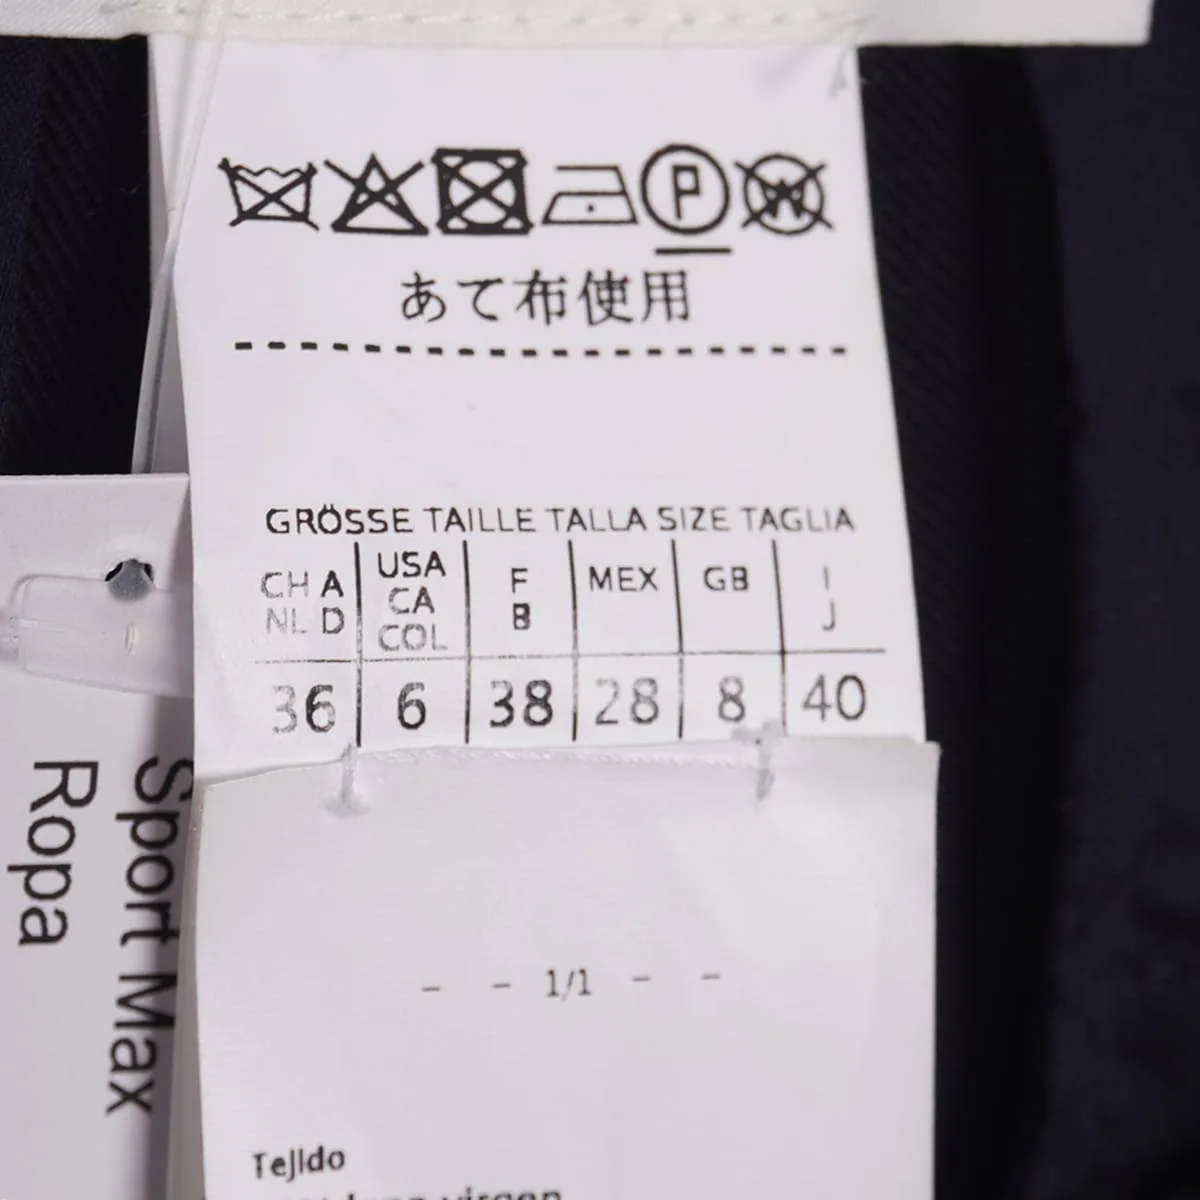 P
W
あて布使用
GRÖSSE TAILLE TALLA SIZE TAGLIA
CH A
NL D
USA
CA
COL
F
B
MEX
GB
I
J
36 6 38 28 8 40
Sport Max
Ropa
- - 1/1 - -
Tejido
virgen